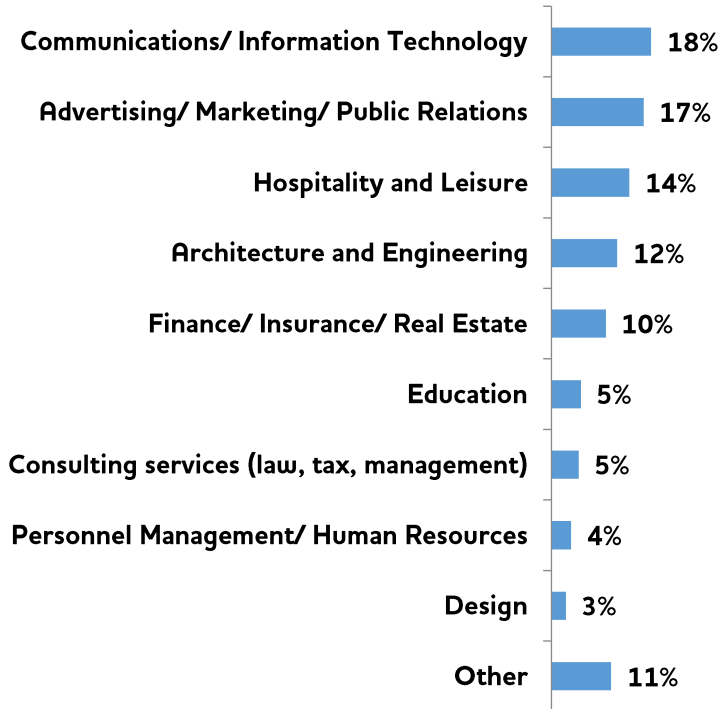 Communications/ Information Technology 18%
Advertising/ Marketing/ Public Relations 17%
Hospitality and Leisure 14%
Architecture and Engineering 12%
Finance/ Insurance/ Real Estate 10%
Education 5%
Consulting services (law, tax, management) 5%
Personnel Management/ Human Resources 4%
Design 3%
Other 11%